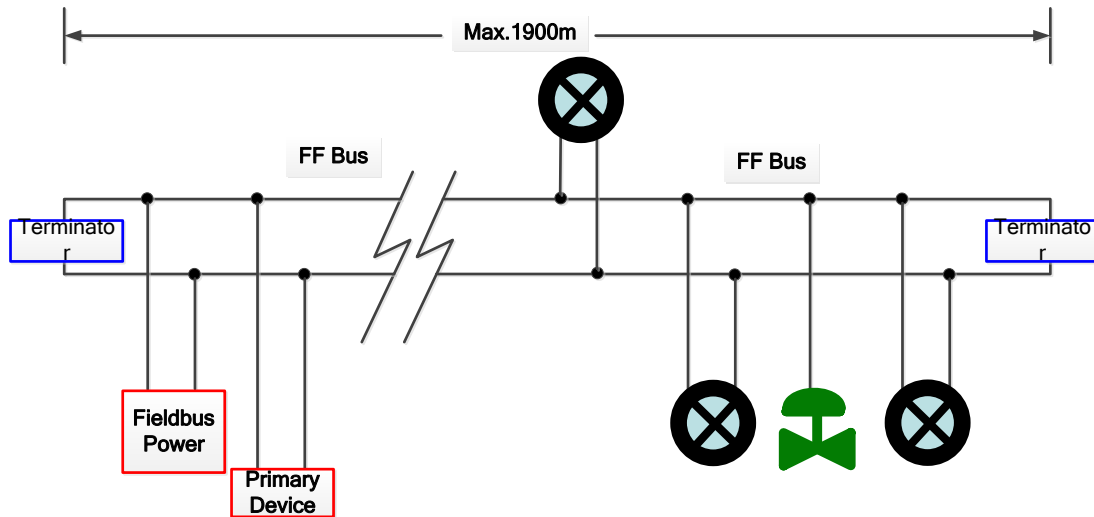 Max.1900m
FF Bus
FF Bus
Terminato
r
Terminato
r
Fieldbus
Power
Primary
Device